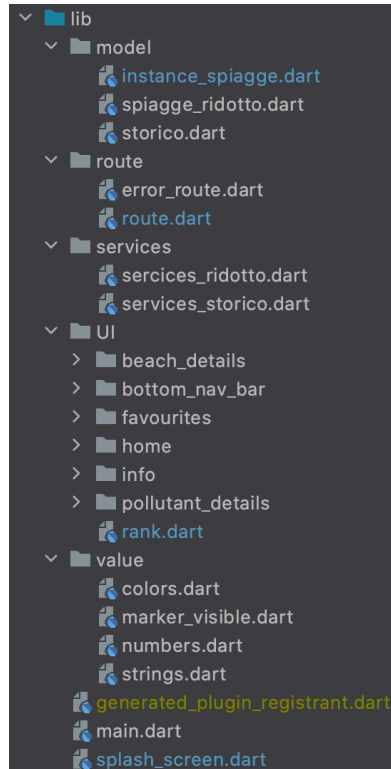 lib
model
instance_spiagge.dart
spiagge_ridotto.dart
storico.dart
route
error_route.dart
route.dart
services
sercices_ridotto.dart
services_storico.dart
UI
beach_details
bottom_nav_bar
favourites
home
info
pollutant_details
rank.dart
value
colors.dart
marker_visible.dart
numbers.dart
strings.dart
generated_plugin_registrant.dart
main.dart
splash_screen.dart